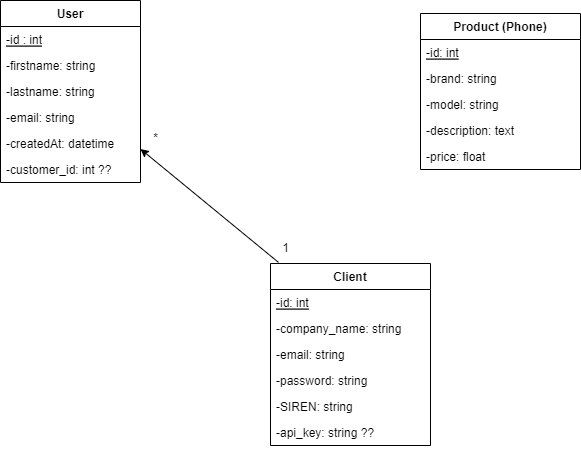 User
-id : int
-firstname: string
-lastname: string
-email: string
-createdAt: datetime
-customer_id: int ??
Product (Phone)
-id: int
-brand: string
-model: string
-description: text
-price: float
*
1
Client
-id: int
-company_name: string
-email: string
-password: string
-SIREN: string
-api_key: string ??